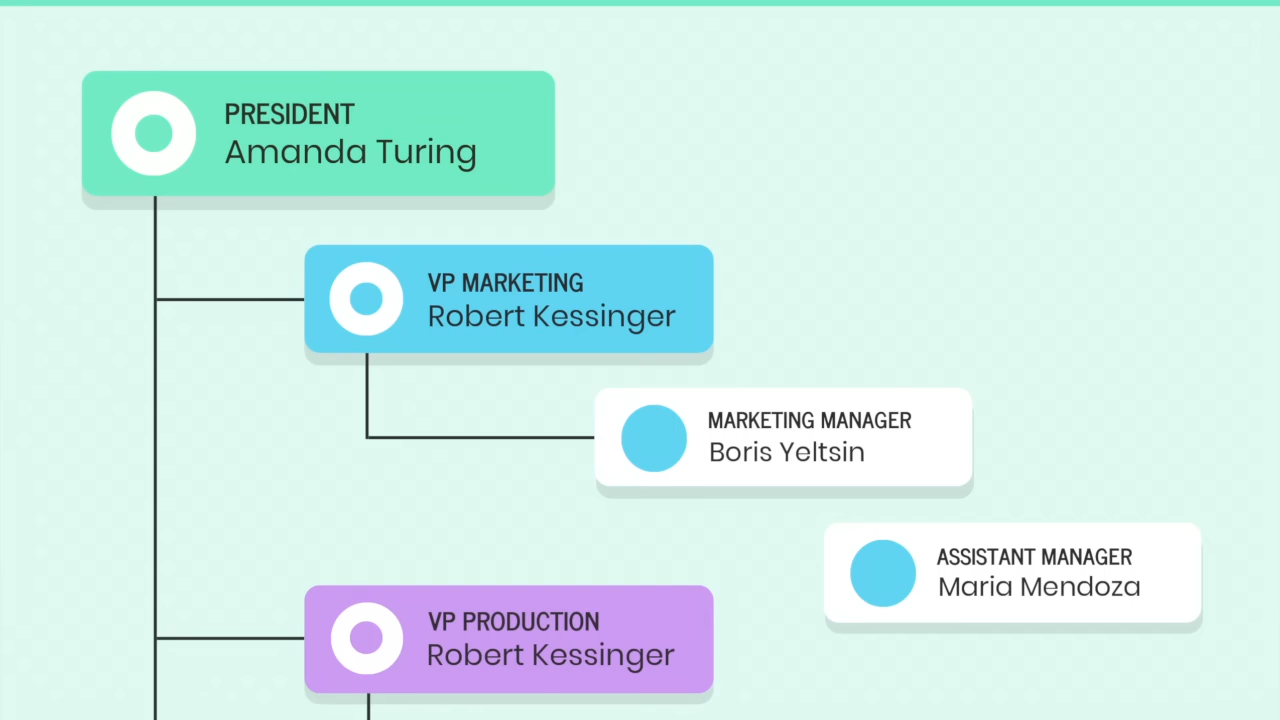 PRESIDENT
Amanda Turing
VP MARKETING
Robert Kessinger
MARKETING MANAGER
Boris Yeltsin
ASSISTANT MANAGER
Maria Mendoza
VP PRODUCTION
Robert Kessinger